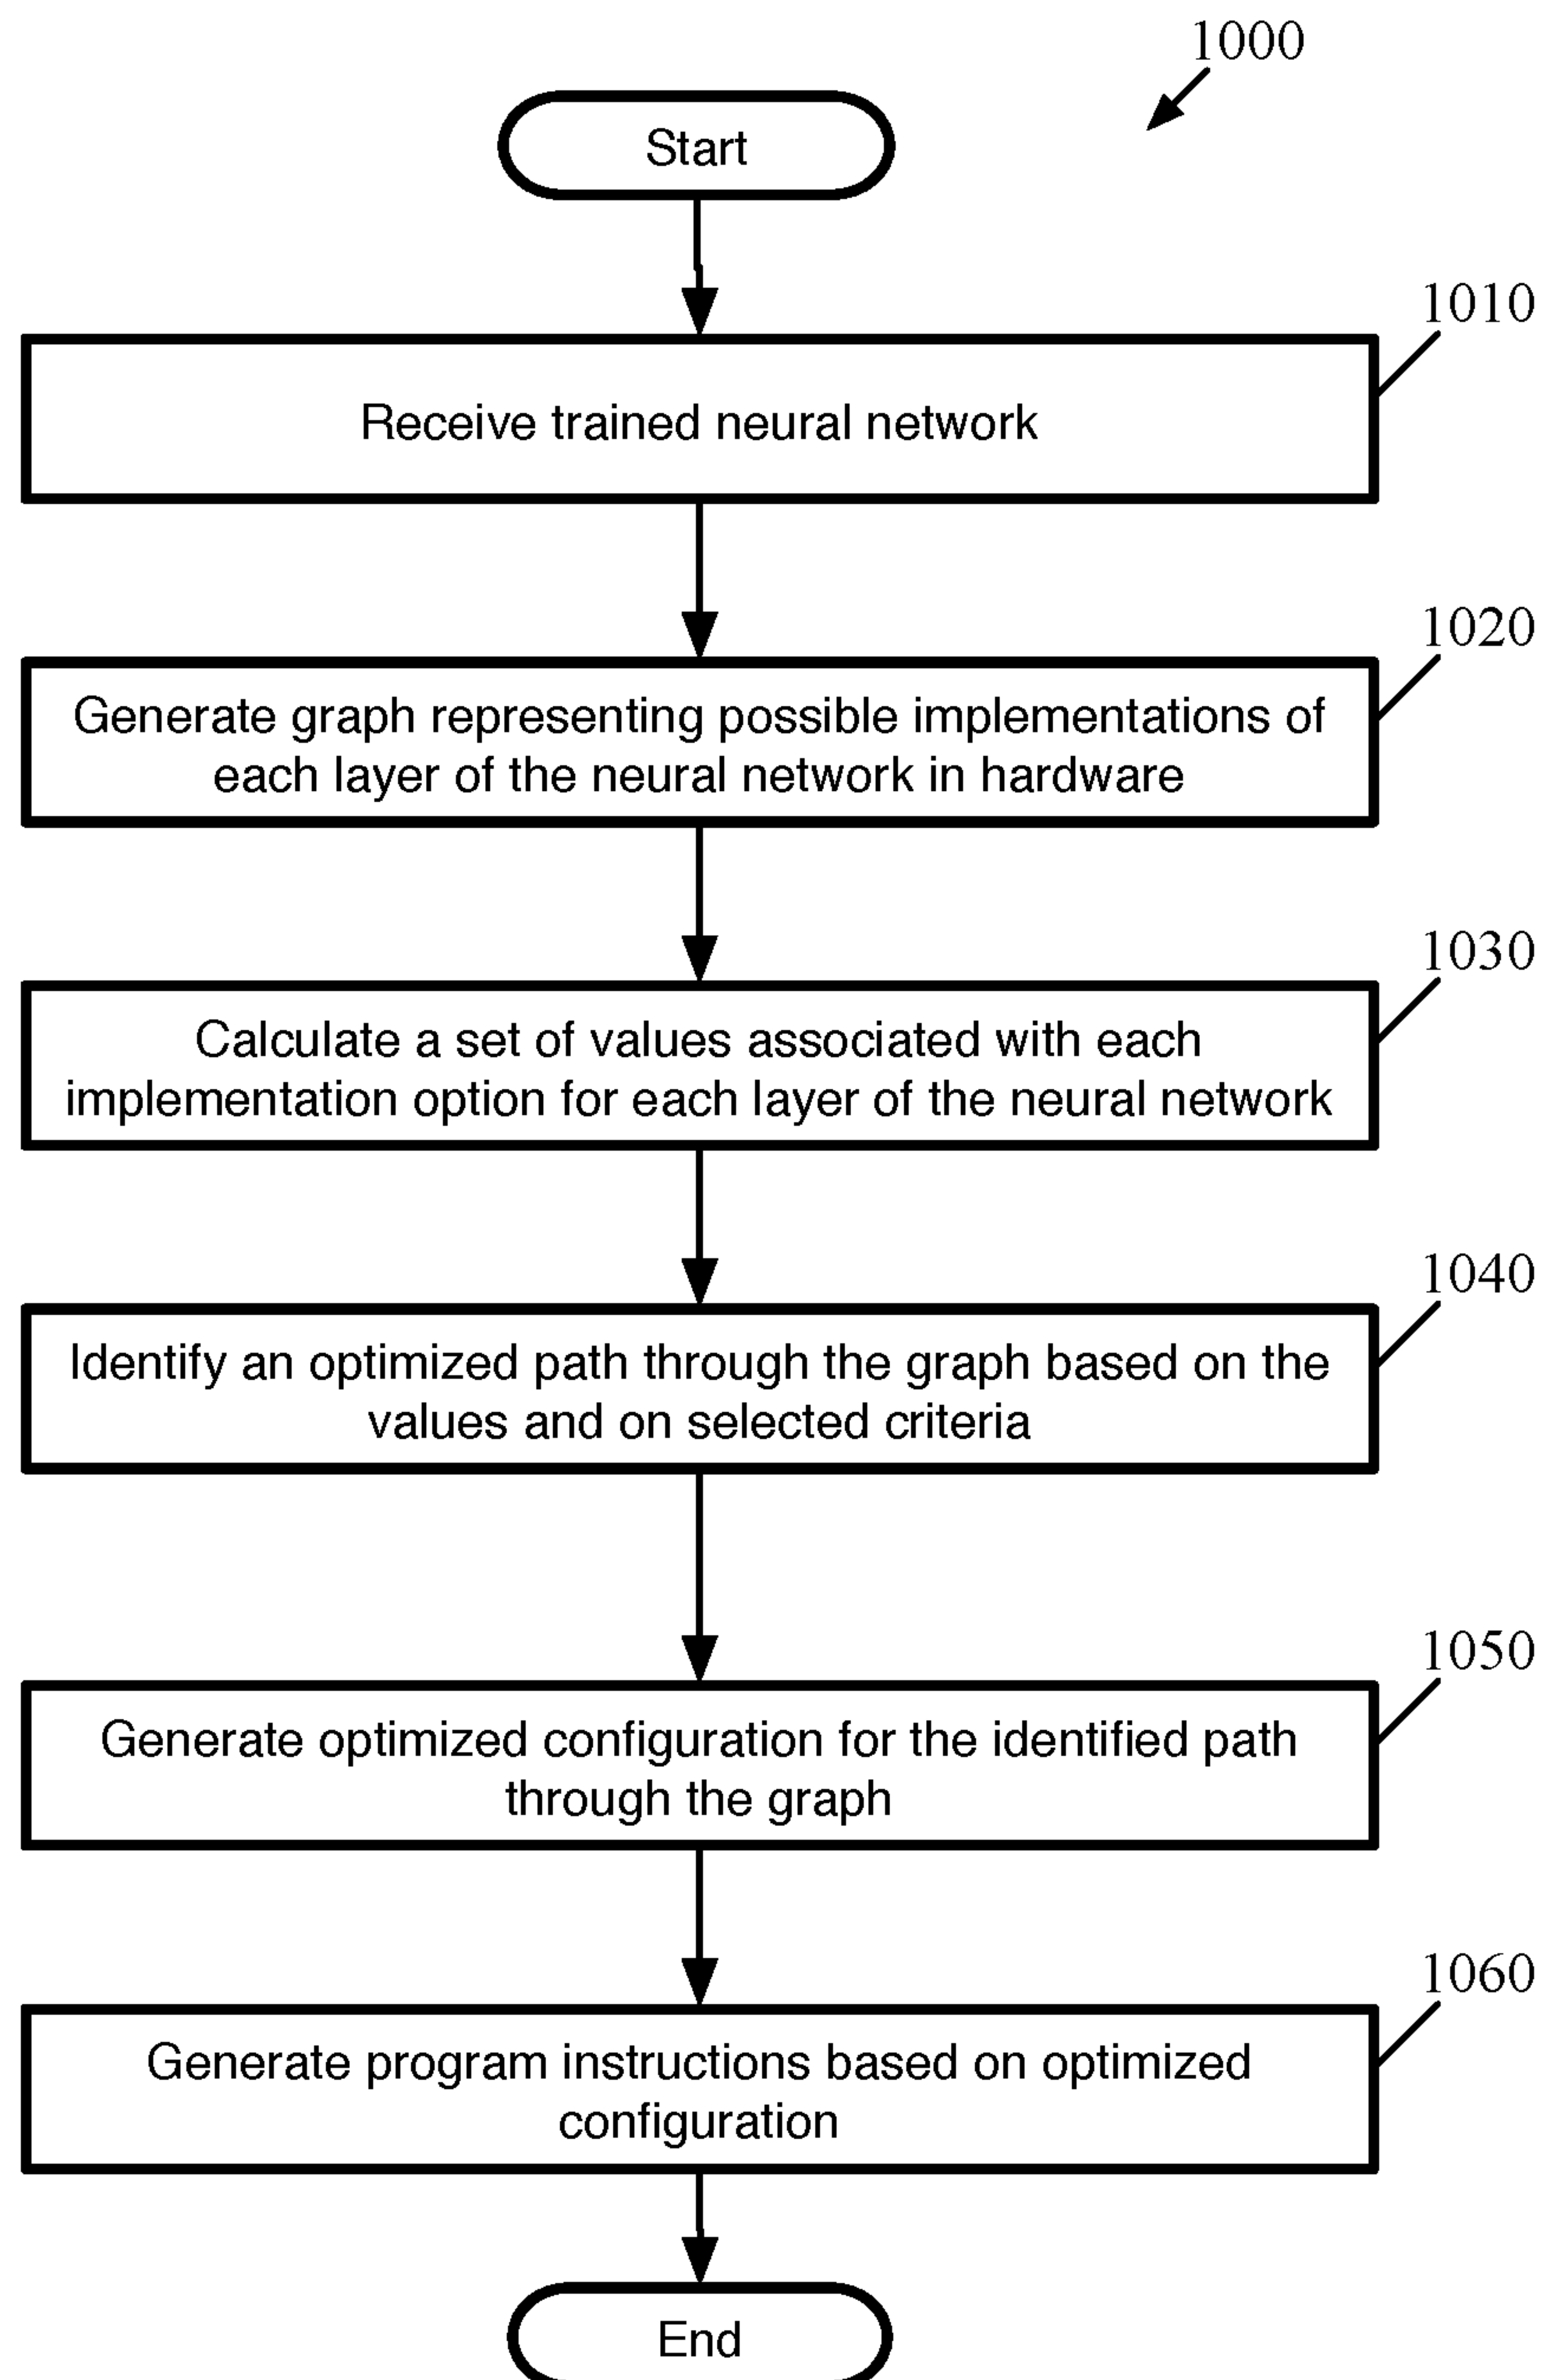 1000
Start
1010
Receive trained neural network
1020
Generate graph representing possible implementations of
each layer of the neural network in hardware
1030
Calculate a set of values associated with each
implementation option for each layer of the neural network
1040
Identify an optimized path through the graph based on the
values and on selected criteria
1050
Generate optimized configuration for the identified path
through the graph
1060
Generate program instructions based on optimized
configuration
End